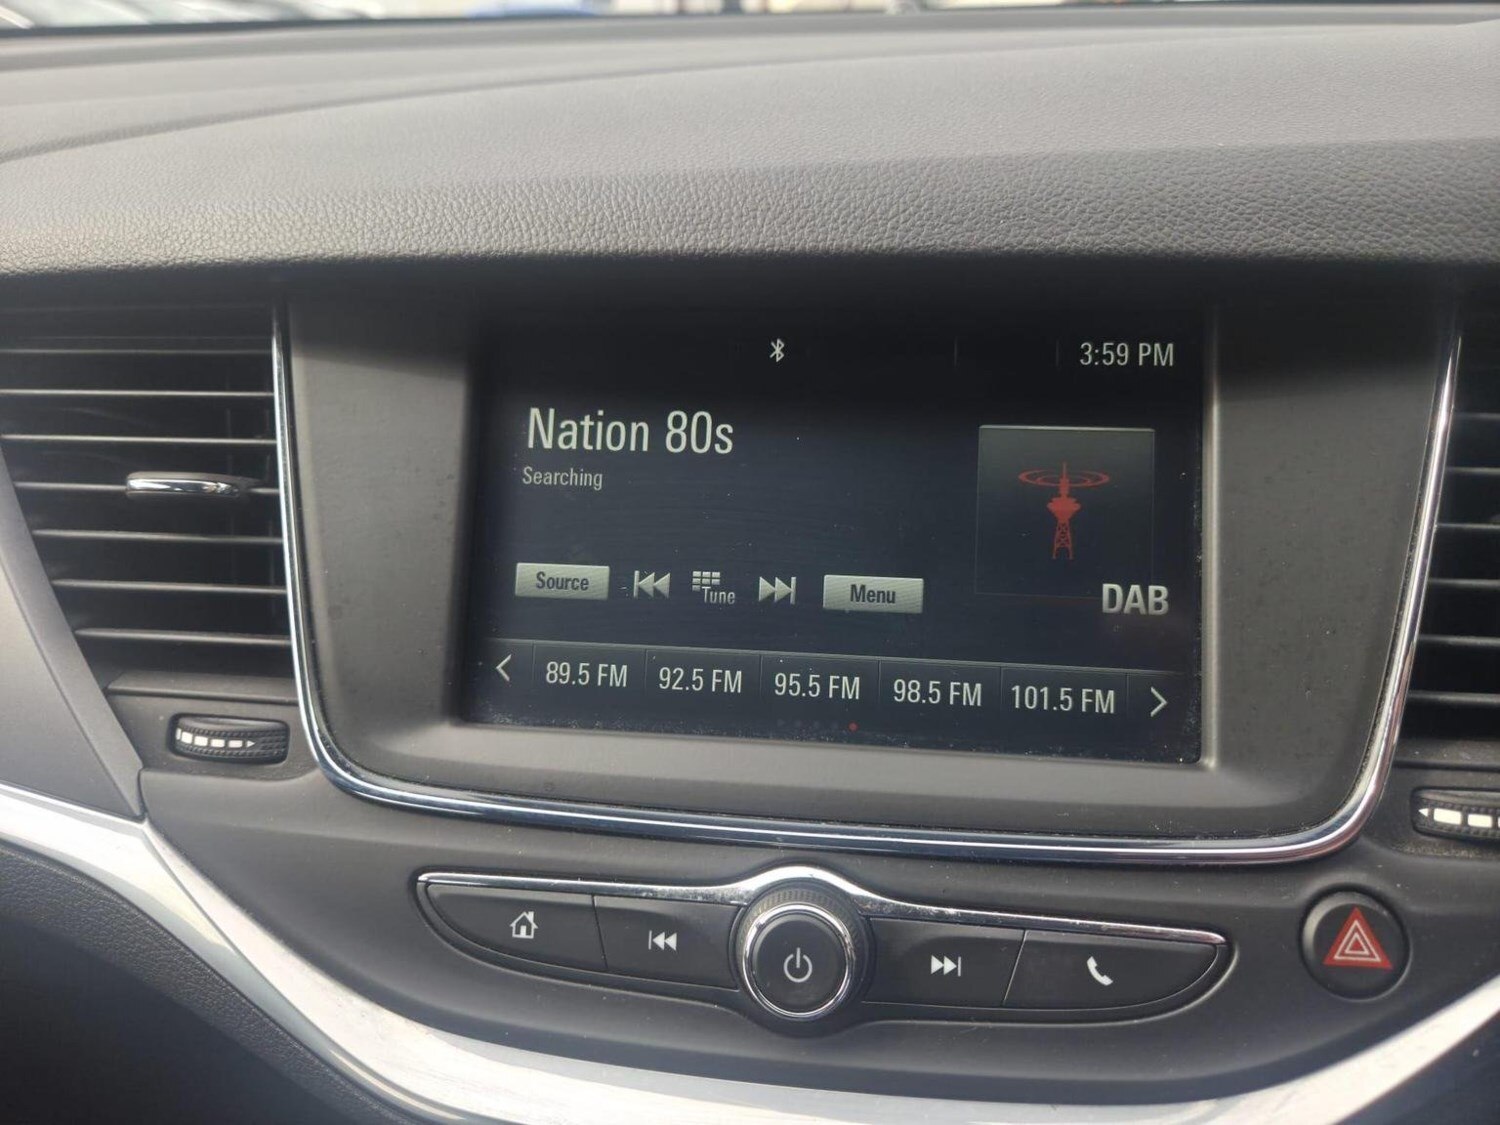 3:59 PM
Nation 80s
Searching
Source
Tune
Menu
DAB
89.5 FM 92.5 FM 95.5 FM 98.5 FM 101.5 FM